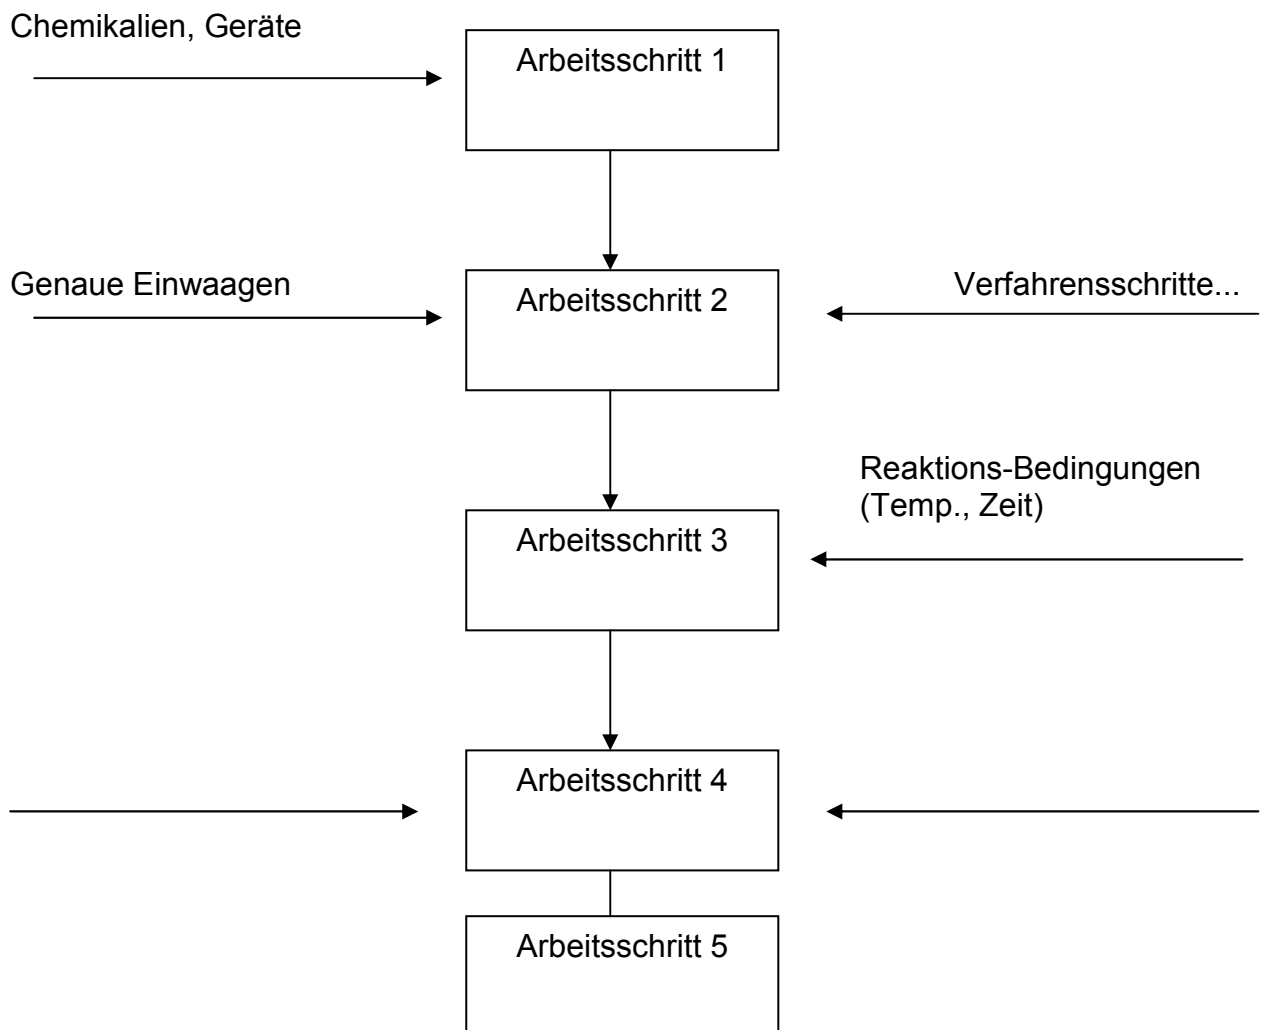 Chemikalien, Geräte
Arbeitsschritt 1
Genaue Einwaagen
Arbeitsschritt 2
Verfahrensschritte...
Reaktions-Bedingungen
(Temp., Zeit)
Arbeitsschritt 3
Arbeitsschritt 4
Arbeitsschritt 5